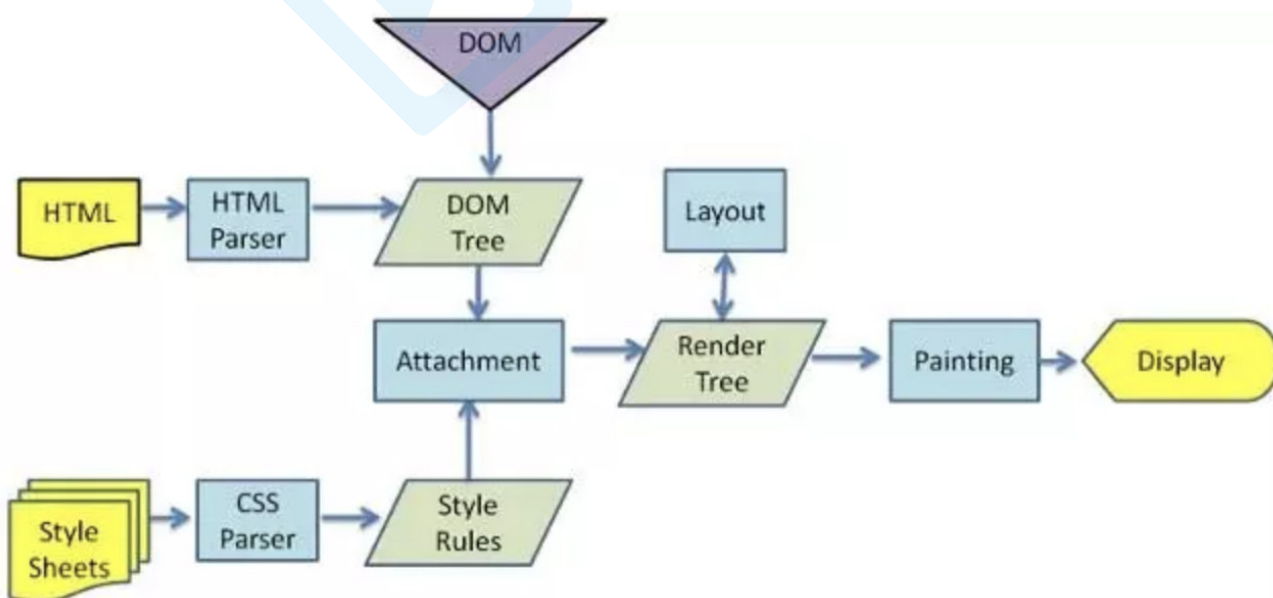 DOM
HTML
HTML
Parser
DOM
Tree
Layout
Attachment
Render
Tree
Painting
Display
Style
Sheets
CSS
Parser
Style
Rules